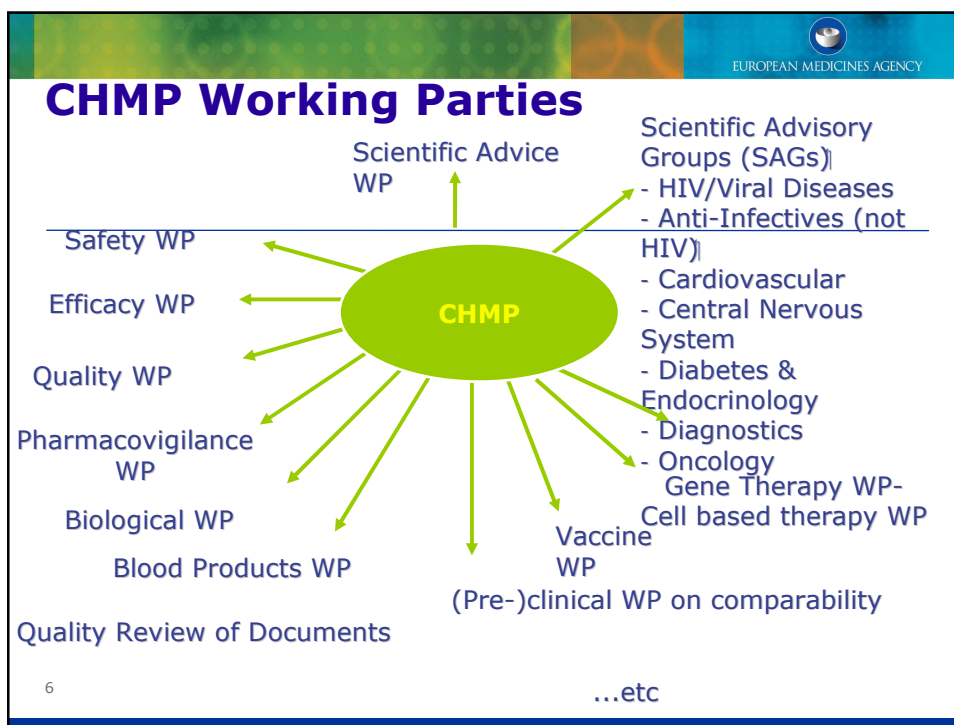 EUROPEAN MEDICINES AGENCY
CHMP Working Parties
Scientific Advice
WP
Scientific Advisory
Groups (SAGs)
- HIV/Viral Diseases
- Anti-Infectives (not
HIV)
- Cardiovascular
- Central Nervous
System
- Diabetes &
Endocrinology
- Diagnostics
- Oncology
Gene Therapy WP-
Cell based therapy WP
Safety WP
Efficacy WP
Quality WP
Pharmacovigilance
WP
Biological WP
Blood Products WP
CHMP
Vaccine
WP
(Pre-)clinical WP on comparability
Quality Review of Documents
...etc
6